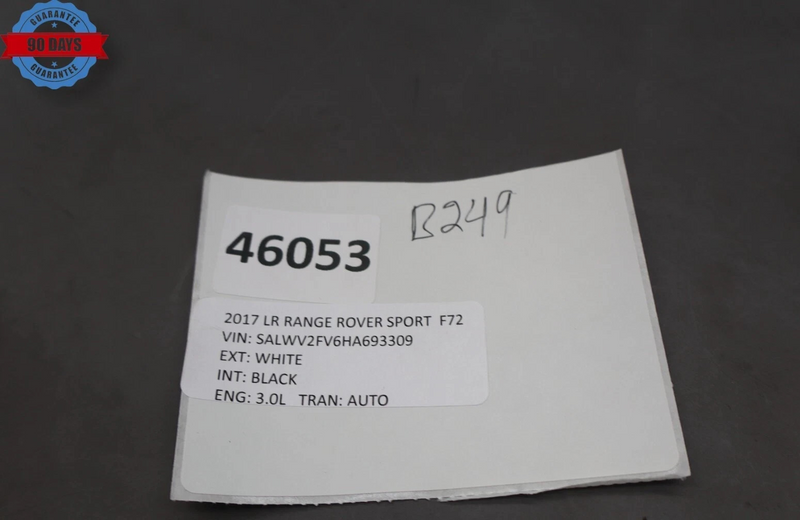 GUARANTEE
90 DAYS
GUARANTEE
B249
46053
2017 LR RANGE ROVER SPORT F72
VIN: SALWV2FV6HA693309
EXT: WHITE
INT: BLACK
ENG: 3.0L TRAN: AUTO